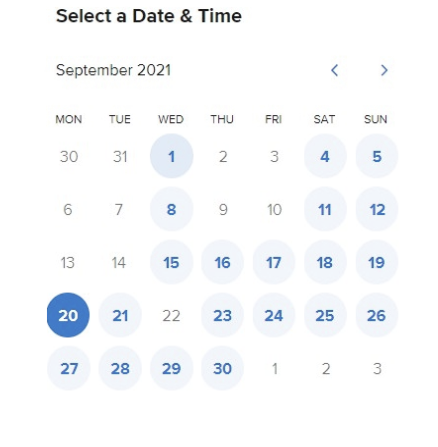 Select a Date & Time
September 2021
MON TUE WED THU FRI SAT SUN
30 31 1 2 3 4 5
6 7 8 9 10 11 12
13 14 15 16 17 18 19
20 21 22 23 24 25 26
27 28 29 30 1 2 3